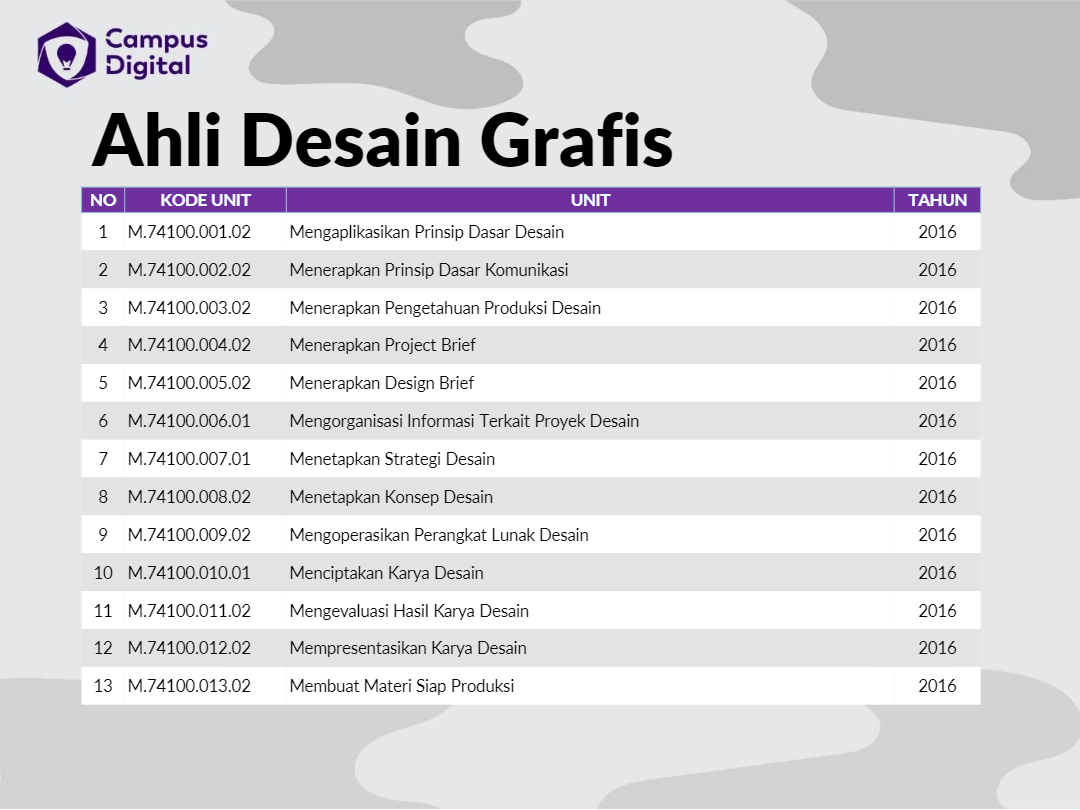 Campus
Digital
Ahli Desain Grafis
NO KODE UNIT UNIT TAHUN
1 M.74100.001.02 Mengaplikasikan Prinsip Dasar Desain 2016
2 M.74100.002.02 Menerapkan Prinsip Dasar Komunikasi 2016
3 M.74100.003.02 Menerapkan Pengetahuan Produksi Desain 2016
4 M.74100.004.02 Menerapkan Project Brief 2016
5 M.74100.005.02 Menerapkan Design Brief 2016
6 M.74100.006.01 Mengorganisasi Informasi Terkait Proyek Desain 2016
7 M.74100.007.01 Menetapkan Strategi Desain 2016
8 M.74100.008.02 Menetapkan Konsep Desain 2016
9 M.74100.009.02 Mengoperasikan Perangkat Lunak Desain 2016
10 M.74100.010.01 Menciptakan Karya Desain 2016
11 M.74100.011.02 Mengevaluasi Hasil Karya Desain 2016
12 M.74100.012.02 Mempresentasikan Karya Desain 2016
13 M.74100.013.02 Membuat Materi Siap Produksi 2016